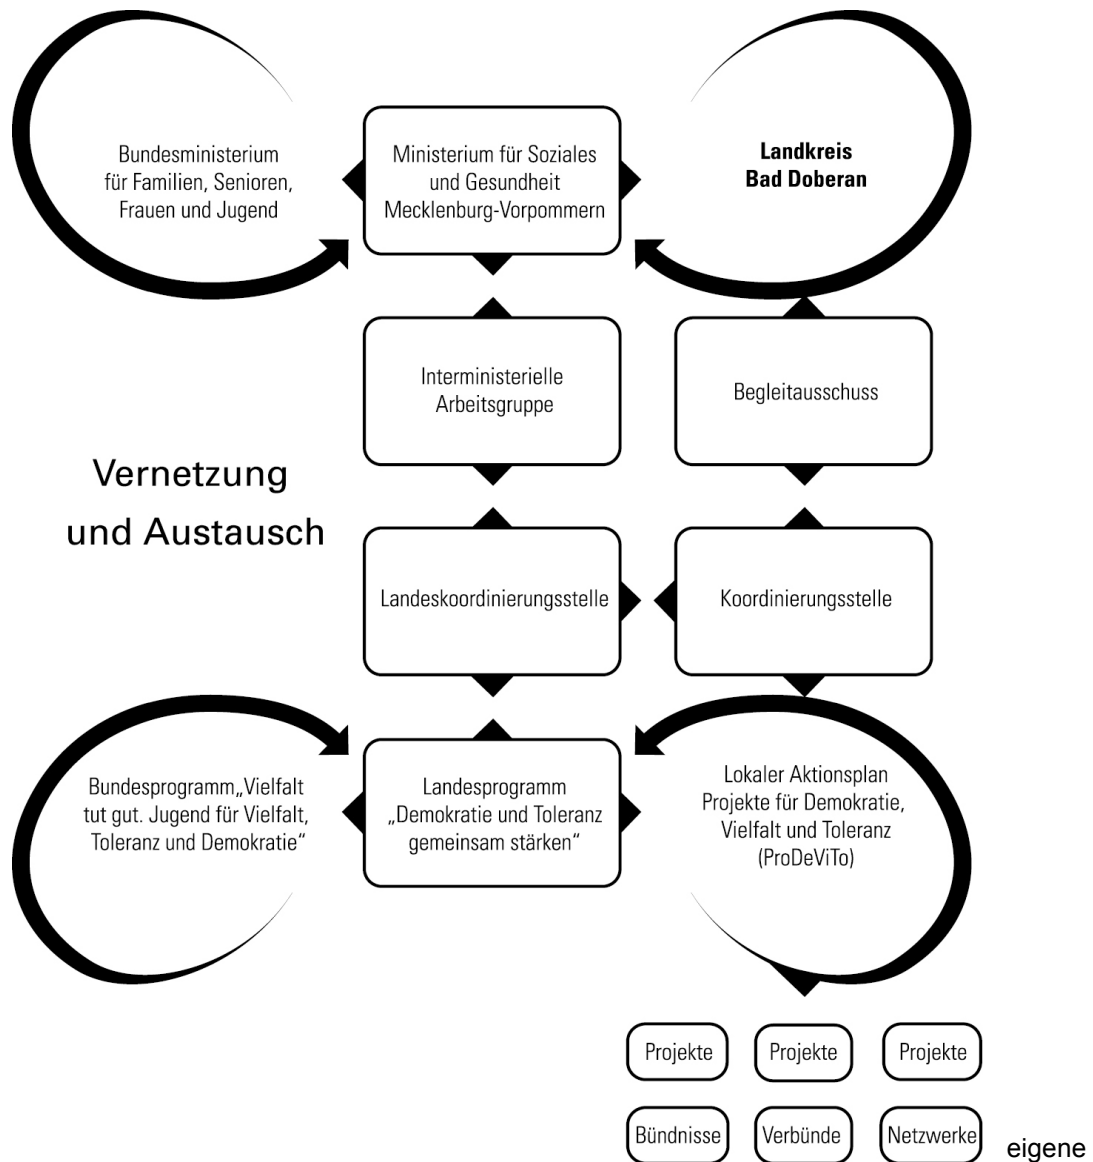 Bundesministerium
für Familien, Senioren,
Frauen und Jugend
Ministerium für Soziales
und Gesundheit
Mecklenburg-Vorpommern
Landkreis
Bad Doberan
Interministerielle
Arbeitsgruppe
Begleitausschuss
Vernetzung
und Austausch
Landeskoordinierungsstelle
Koordinierungsstelle
Bundesprogramm„Vielfalt
tut gut. Jugend für Vielfalt,
Toleranz und Demokratie“
Landesprogramm
„Demokratie und Toleranz
gemeinsam stärken“
Lokaler Aktionsplan
Projekte für Demokratie,
Vielfalt und Toleranz
(ProDeViTo)
Projekte
Projekte
Projekte
Bündnisse
Verbünde
Netzwerke
eigene